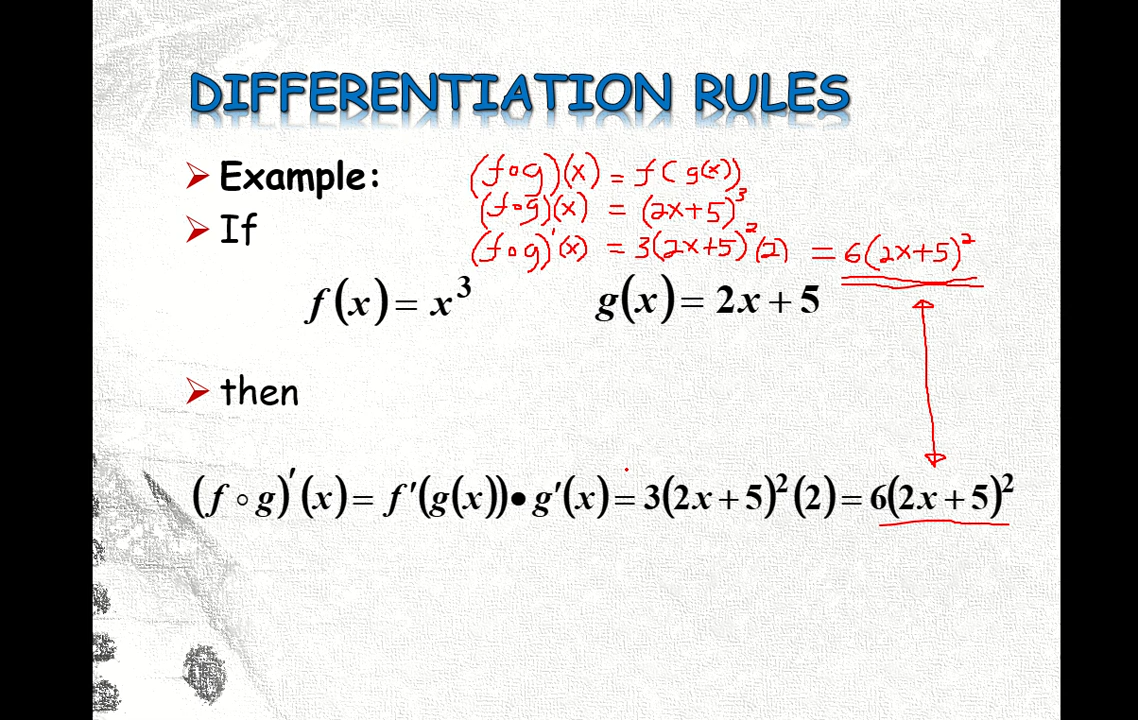 DIFFERENTIATION RULES
Example:
(f∘g)(x) = f(g(x))
(f∘g)(x) = (2x+5)³
If
(f∘g)'(x) = 3(2x+5)²(2) = 6(2x+5)²
f(x) = x³ g(x) = 2x + 5
then
(f ∘ g)′(x) = f′(g(x)) • g′(x) = 3(2x + 5)²(2) = 6(2x + 5)²